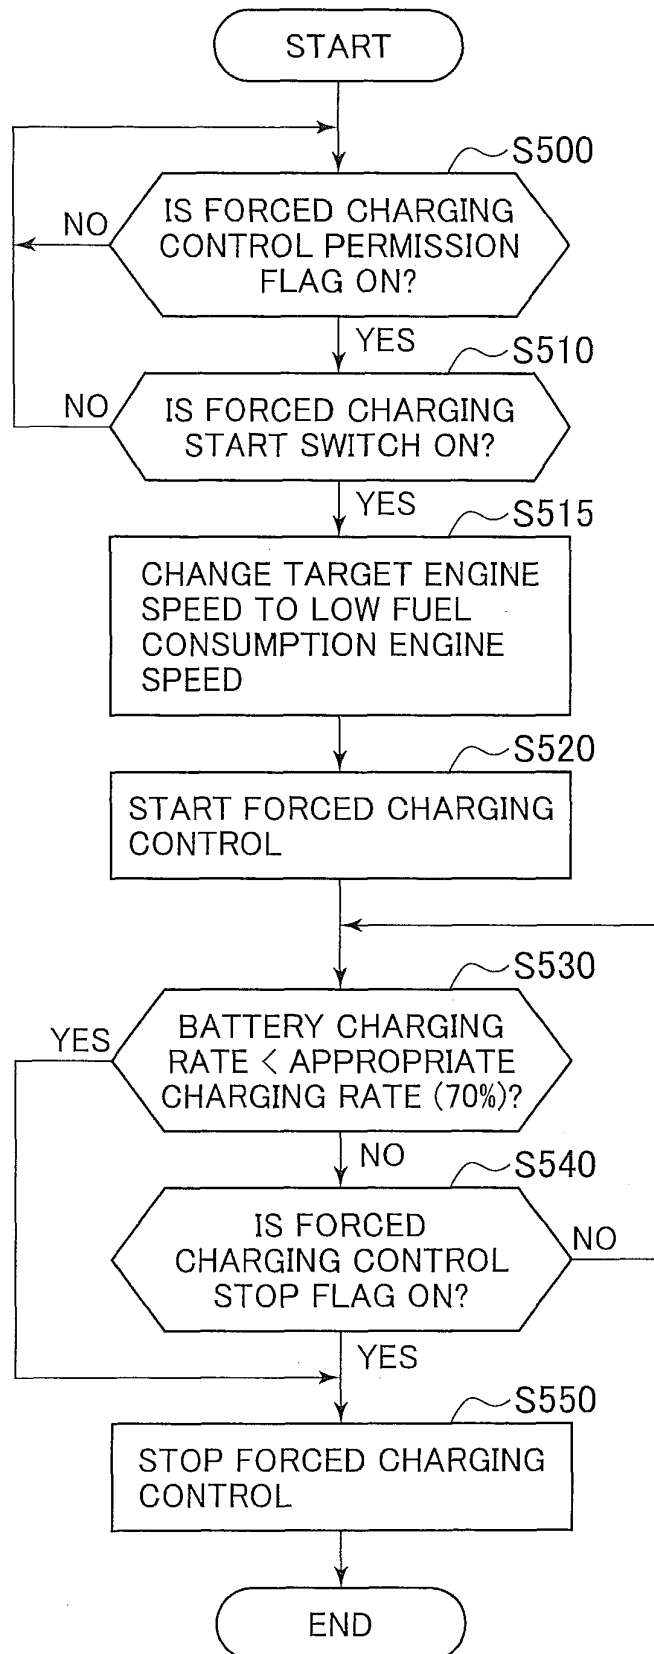 START
S500
IS FORCED CHARGING
CONTROL PERMISSION
FLAG ON?
NO
YES
S510
IS FORCED CHARGING
START SWITCH ON?
NO
YES
S515
CHANGE TARGET ENGINE
SPEED TO LOW FUEL
CONSUMPTION ENGINE
SPEED
S520
START FORCED CHARGING
CONTROL
S530
BATTERY CHARGING
RATE < APPROPRIATE
CHARGING RATE (70%)?
YES
NO
S540
IS FORCED
CHARGING CONTROL
STOP FLAG ON?
NO
YES
S550
STOP FORCED CHARGING
CONTROL
END